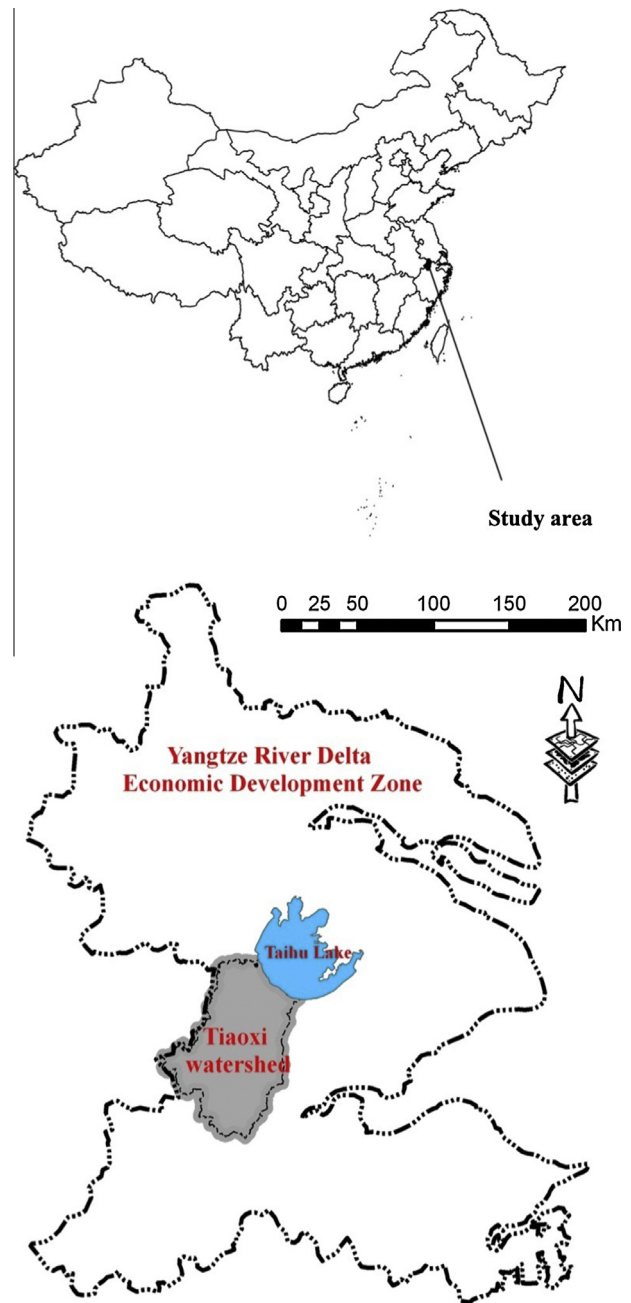 Study area
0 25 50 100 150 200
Km
N
Yangtze River Delta
Economic Development Zone
Taihu Lake
Tiaoxi
watershed